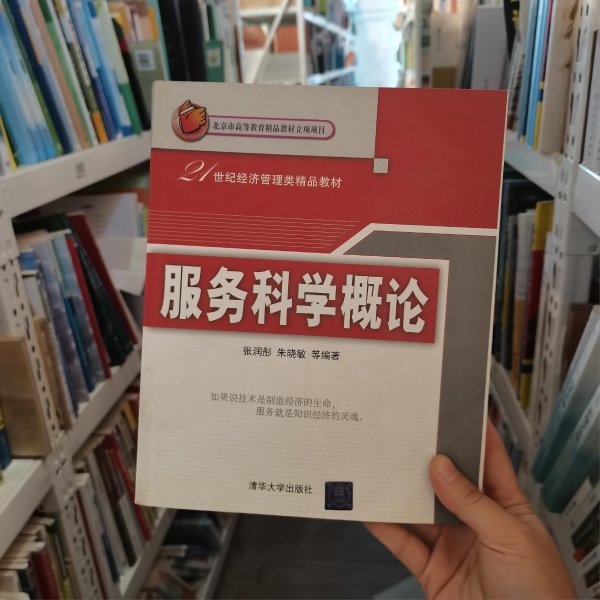 北京市高等教育精品教材立项项目
21世纪经济管理类精品教材
服务科学概论
张润彤 朱晓敏 等编著
如果说技术是制造经济的生命，
服务就是知识经济的灵魂。
清华大学出版社